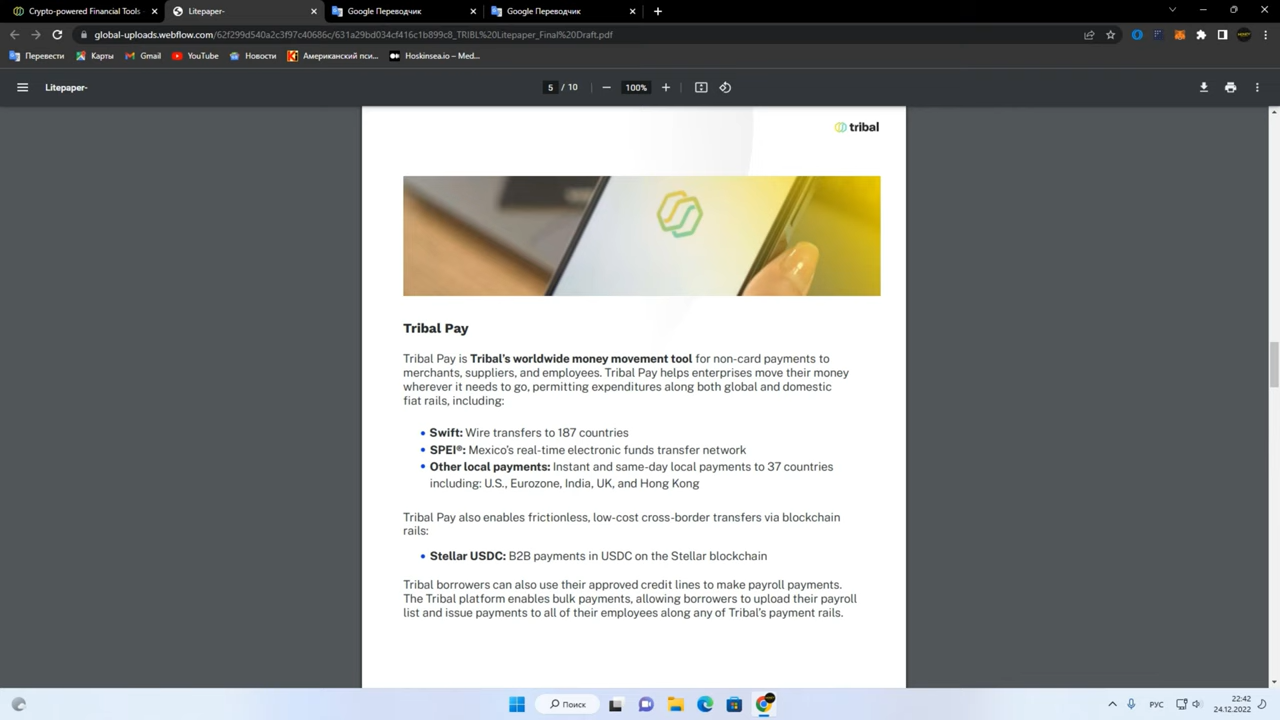 Crypto-powered Financial Tools
Litepaper-
Google Переводчик
Google Переводчик
global-uploads.webflow.com/62f299d540a2c3f97c40686c/631a29bd034cf416c1b899c8_TRIBL%20Litepaper_Final%20Draft.pdf
Перевести
Карты
Gmail
YouTube
Новости
Американский пси...
Hoskinsea.io – Med...
Litepaper-
5 / 10
100%
tribal
Tribal Pay
Tribal Pay is Tribal's worldwide money movement tool for non-card payments to
merchants, suppliers, and employees. Tribal Pay helps enterprises move their money
wherever it needs to go, permitting expenditures along both global and domestic
fiat rails, including:
• Swift: Wire transfers to 187 countries
• SPEI®: Mexico's real-time electronic funds transfer network
• Other local payments: Instant and same-day local payments to 37 countries
including: U.S., Eurozone, India, UK, and Hong Kong
Tribal Pay also enables frictionless, low-cost cross-border transfers via blockchain
rails:
• Stellar USDC: B2B payments in USDC on the Stellar blockchain
Tribal borrowers can also use their approved credit lines to make payroll payments.
The Tribal platform enables bulk payments, allowing borrowers to upload their payroll
list and issue payments to all of their employees along any of Tribal's payment rails.
Поиск
РУС
22:42
24.12.2022